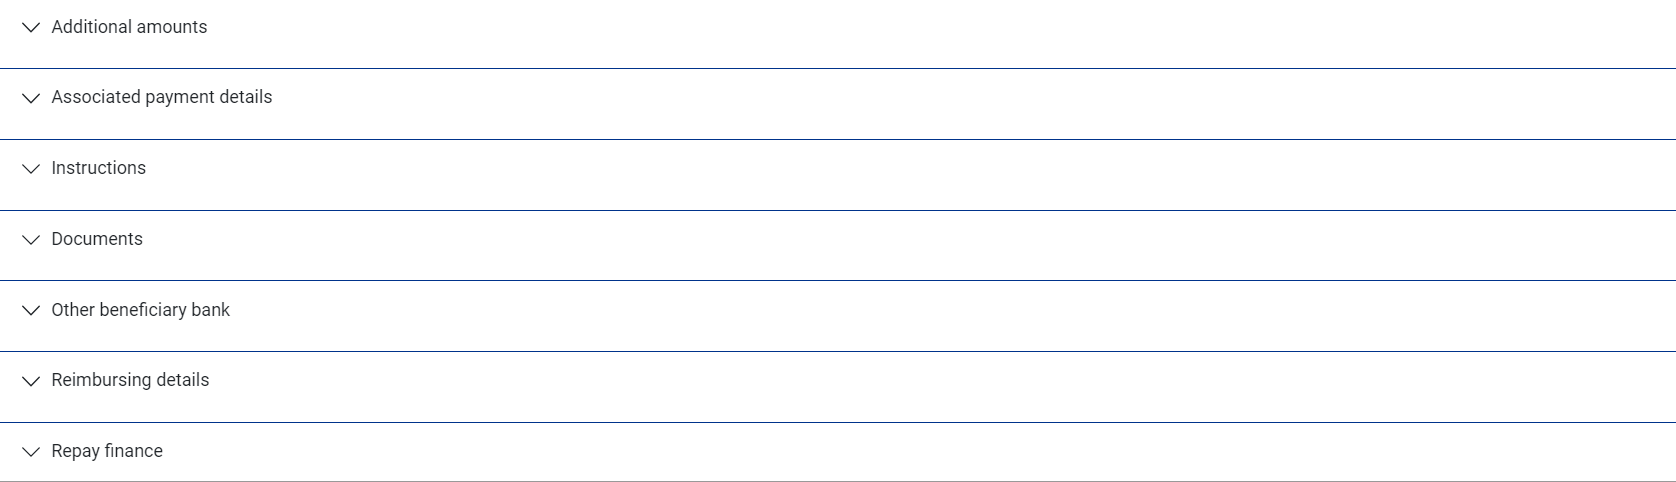 Additional amounts
Associated payment details
Instructions
Documents
Other beneficiary bank
Reimbursing details
Repay finance